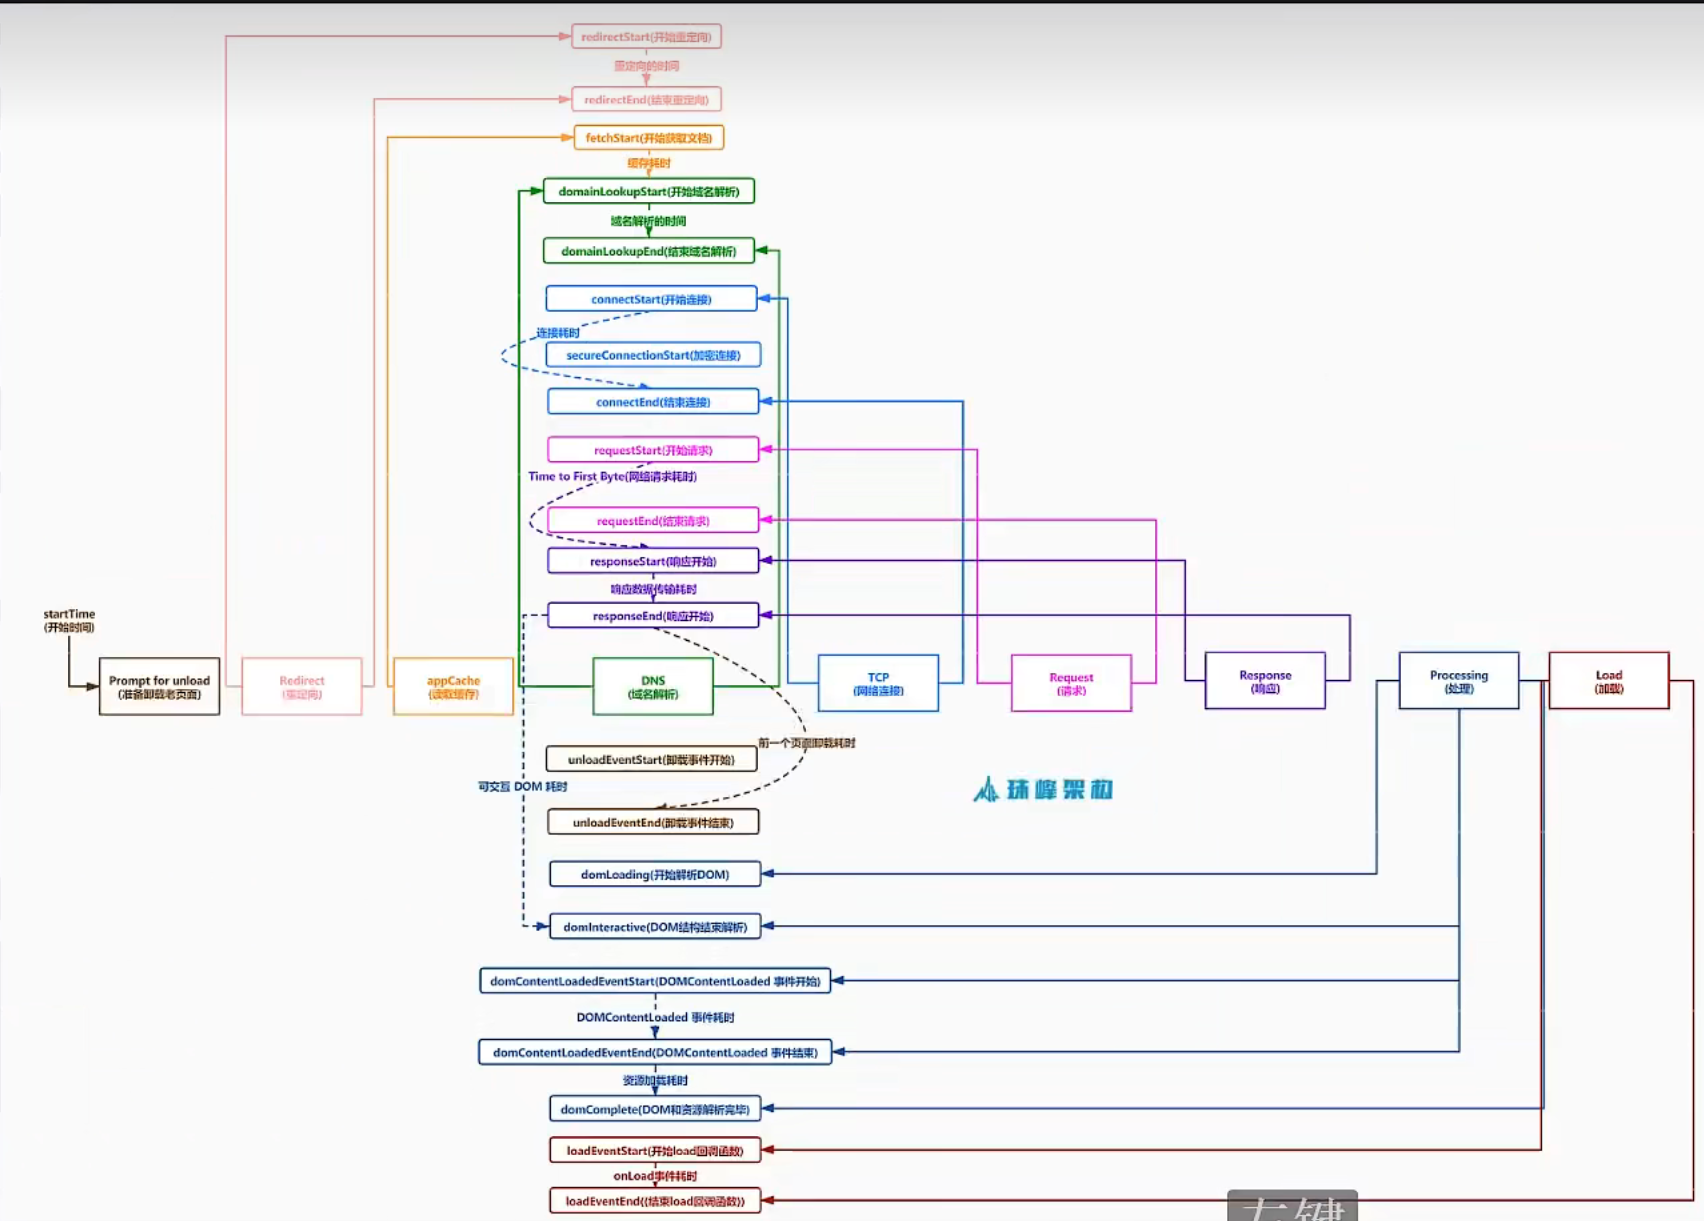 redirectStart(开始重定向)
重定向的时间
redirectEnd(结束重定向)
fetchStart(开始获取文档)
缓存耗时
domainLookupStart(开始域名解析)
域名解析的时间
domainLookupEnd(结束域名解析)
connectStart(开始连接)
连接耗时
secureConnectionStart(加密连接)
connectEnd(结束连接)
requestStart(开始请求)
Time to First Byte(网络请求耗时)
requestEnd(结束请求)
responseStart(响应开始)
响应数据传输耗时
responseEnd(响应开始)
startTime
(开始时间)
Prompt for unload
(准备卸载老页面)
Redirect
(重定向)
appCache
(读取缓存)
DNS
(域名解析)
TCP
(网络连接)
Request
(请求)
Response
(响应)
Processing
(处理)
Load
(加载)
前一个页面卸载耗时
unloadEventStart(卸载事件开始)
可交互 DOM 耗时
珠峰架构
unloadEventEnd(卸载事件结束)
domLoading(开始解析DOM)
domInteractive(DOM结构结束解析)
domContentLoadedEventStart(DOMContentLoaded 事件开始)
DOMContentLoaded 事件耗时
domContentLoadedEventEnd(DOMContentLoaded 事件结束)
资源加载耗时
domComplete(DOM和资源解析完毕)
loadEventStart(开始load回调函数)
onLoad事件耗时
loadEventEnd((结束load回调函数))